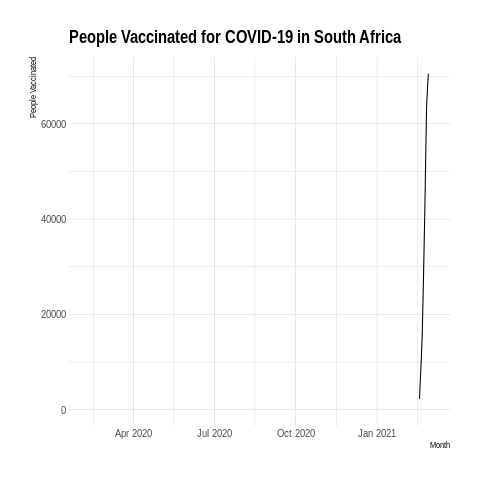 People Vaccinated for COVID-19 in South Africa
People Vaccinated
60000
40000
20000
0
Apr 2020
Jul 2020
Oct 2020
Jan 2021
Month